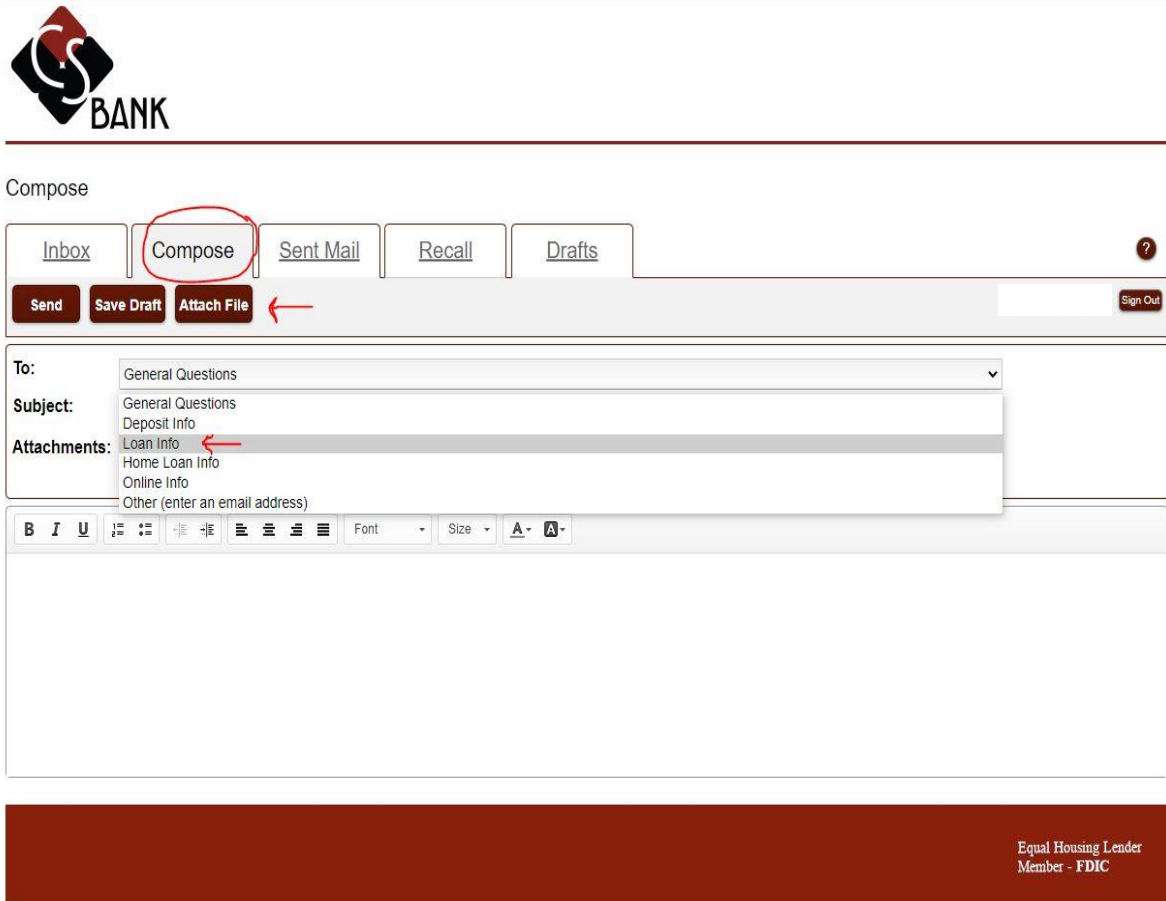 CS
BANK
Compose
Inbox Compose Sent Mail Recall Drafts ?
Send Save Draft Attach File Sign Out
To: General Questions
Subject: General Questions
Deposit Info
Attachments: Loan Info
Home Loan Info
Online Info
Other (enter an email address)
B I U Font Size A A
Equal Housing Lender
Member - FDIC